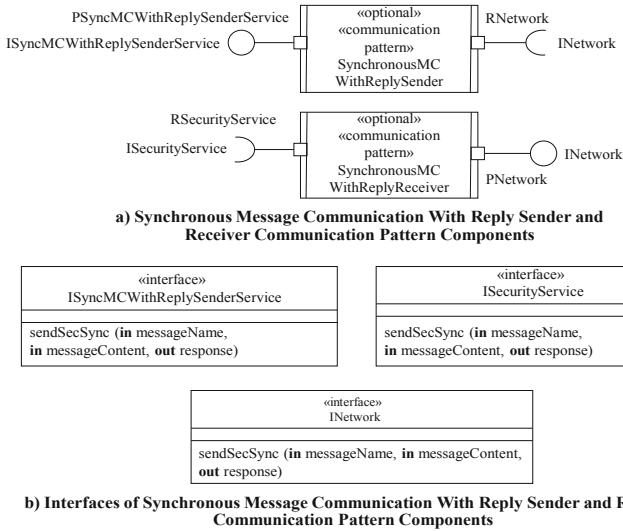 PSyncMCWithReplySenderService
ISyncMCWithReplySenderService
«optional»
«communication
pattern»
SynchronousMC
WithReplySender
RNetwork
INetwork
RSecurityService
ISecurityService
«optional»
«communication
pattern»
SynchronousMC
WithReplyReceiver
INetwork
PNetwork
a) Synchronous Message Communication With Reply Sender and
Receiver Communication Pattern Components
«interface»
ISyncMCWithReplySenderService
sendSecSync (in messageName,
in messageContent, out response)
«interface»
ISecurityService
sendSecSync (in messageName,
in messageContent, out response)
«interface»
INetwork
sendSecSync (in messageName, in messageContent,
out response)
b) Interfaces of Synchronous Message Communication With Reply Sender and R
Communication Pattern Components